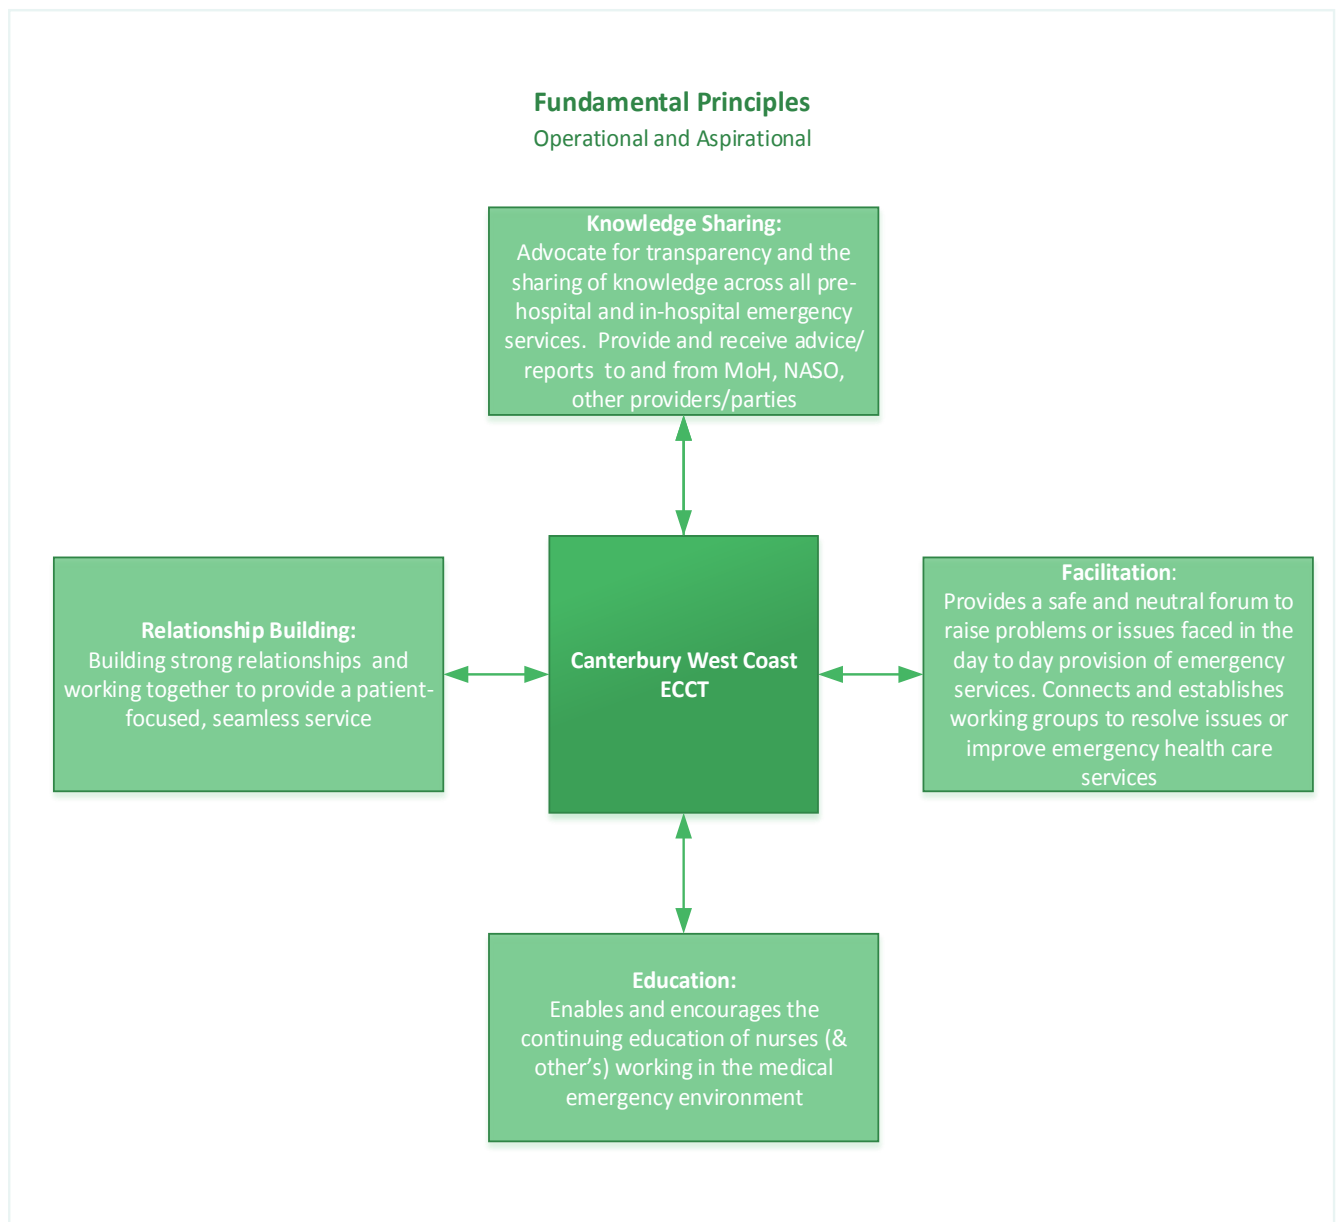 Fundamental Principles
Operational and Aspirational
Knowledge Sharing:
Advocate for transparency and the
sharing of knowledge across all pre-
hospital and in-hospital emergency
services.  Provide and receive advice/
reports  to and from MoH, NASO,
other providers/parties
Relationship Building:
Building strong relationships  and
working together to provide a patient-
focused, seamless service
Canterbury West Coast
ECCT
Facilitation:
Provides a safe and neutral forum to
raise problems or issues faced in the
day to day provision of emergency
services. Connects and establishes
working groups to resolve issues or
improve emergency health care
services
Education:
Enables and encourages the
continuing education of nurses (&
other’s) working in the medical
emergency environment